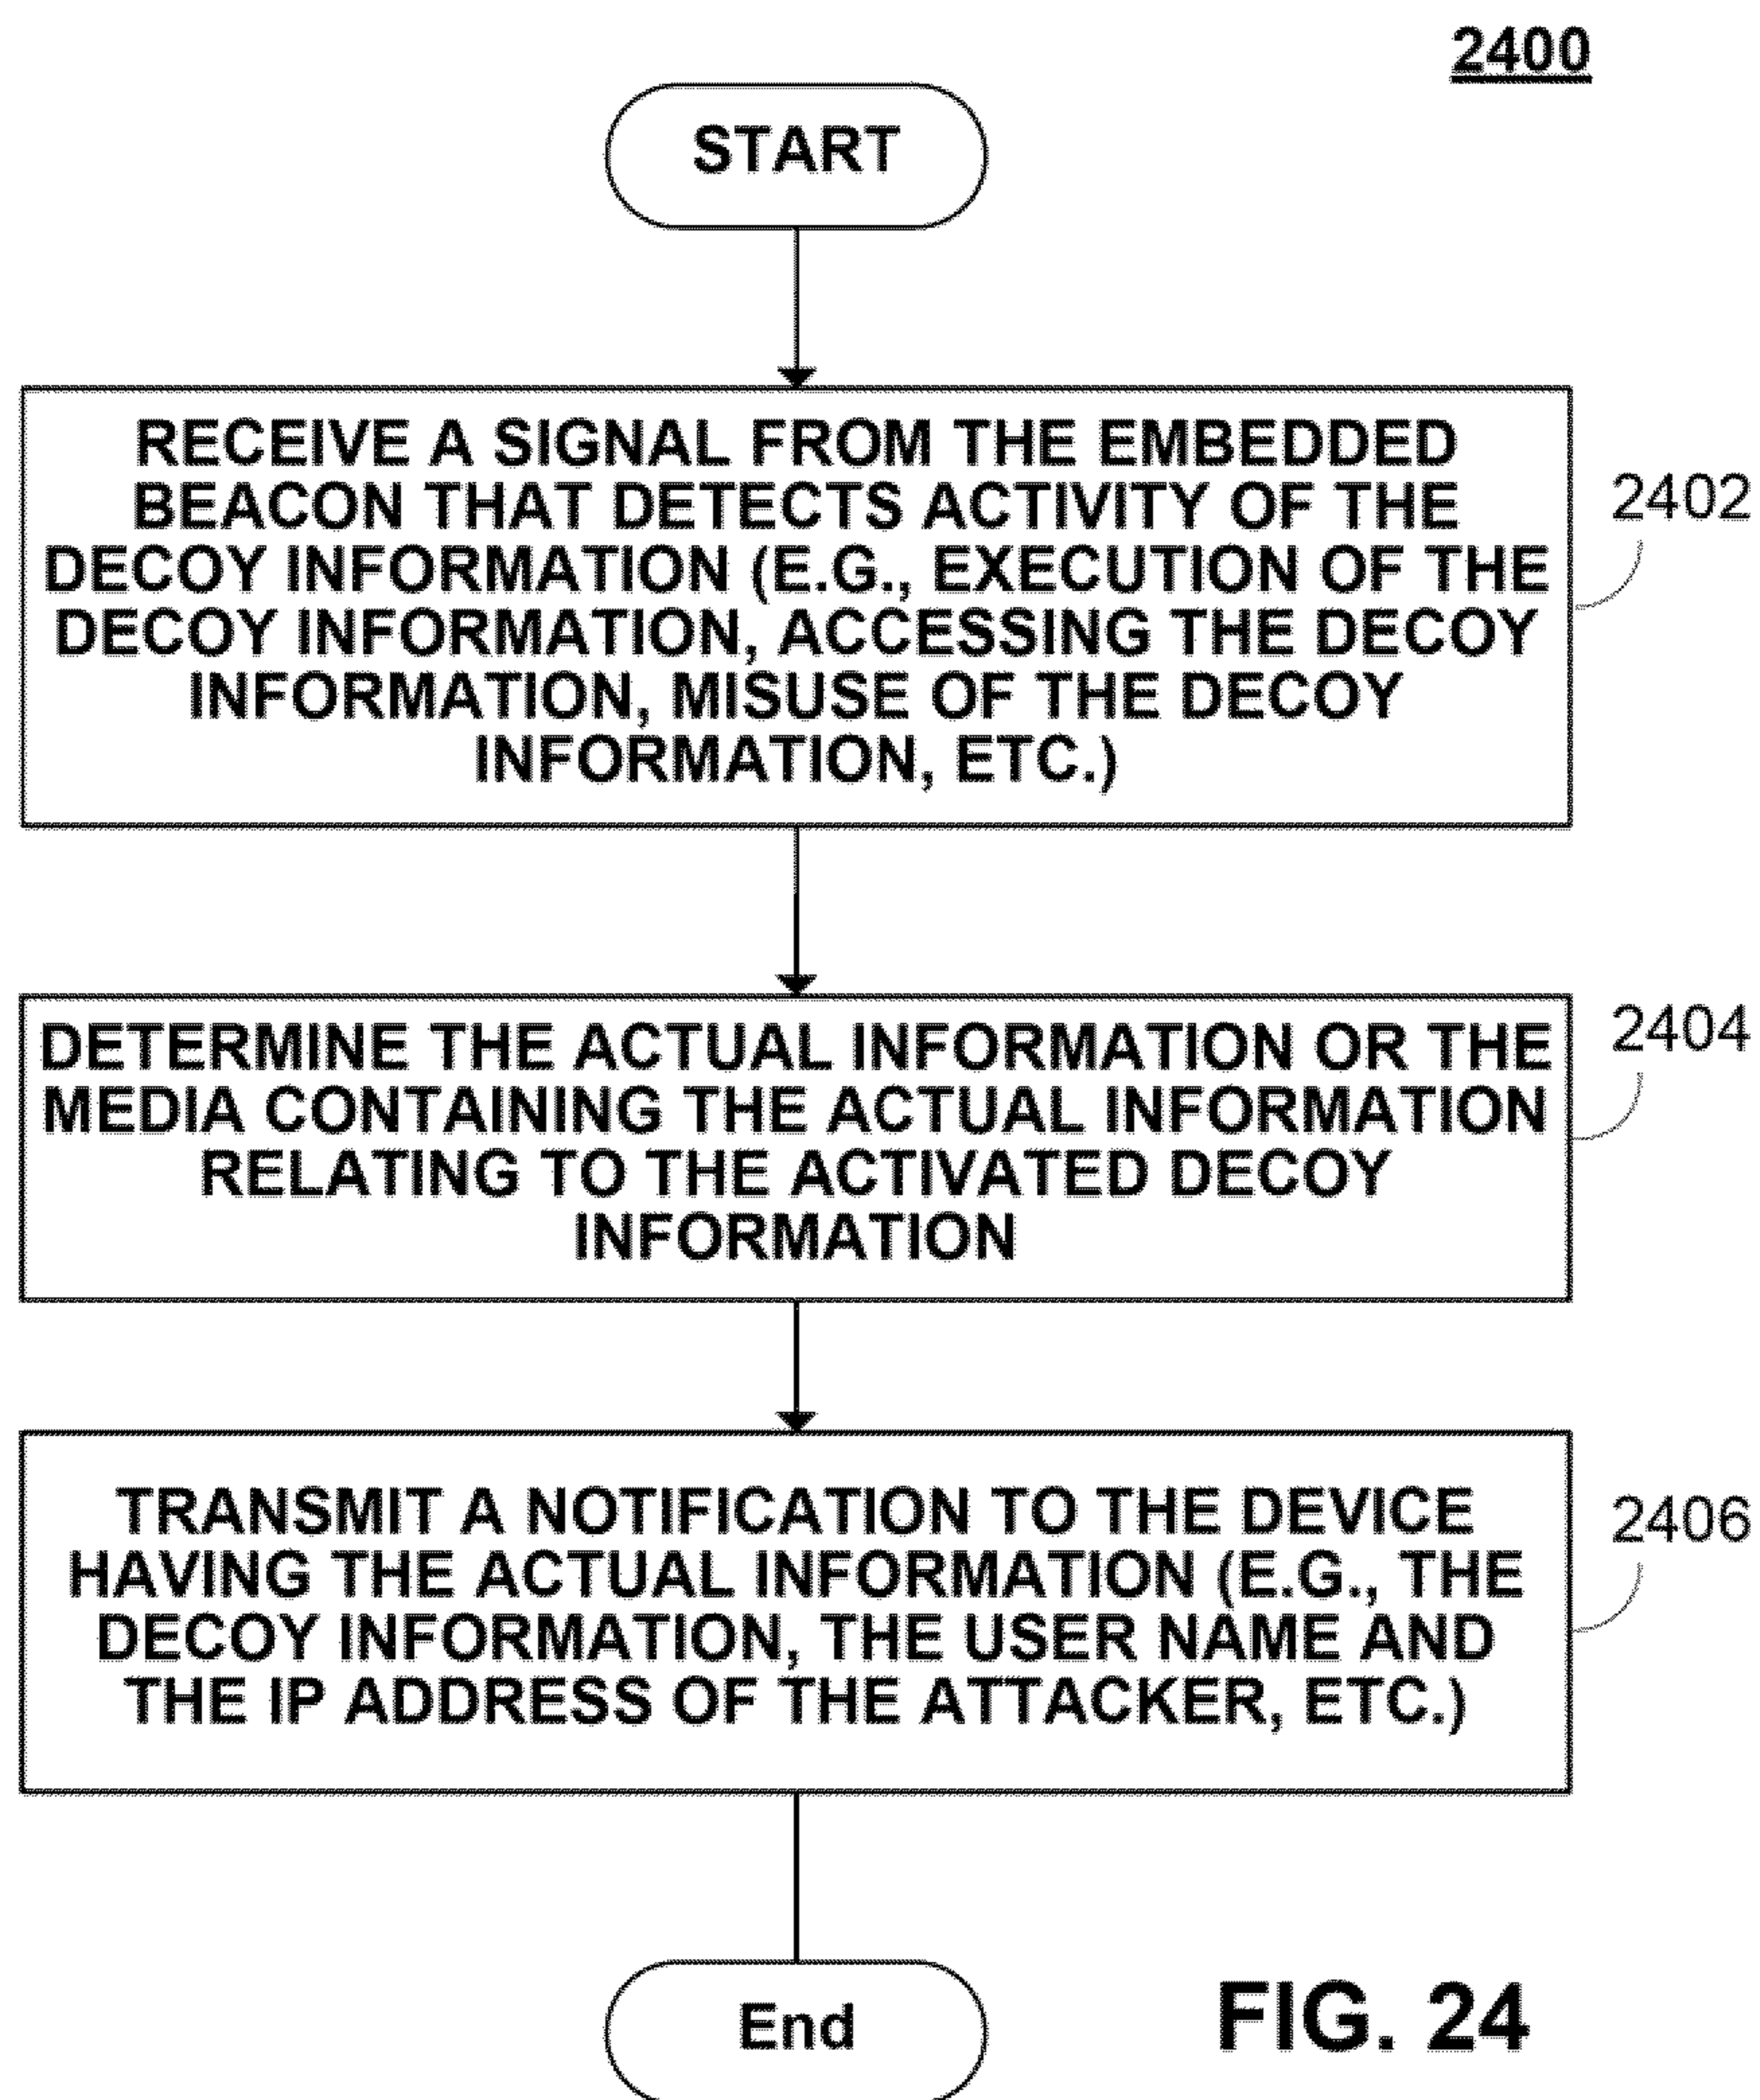 2400
START
RECEIVE A SIGNAL FROM THE EMBEDDED
BEACON THAT DETECTS ACTIVITY OF THE
DECOY INFORMATION (E.G., EXECUTION OF THE
DECOY INFORMATION, ACCESSING THE DECOY
INFORMATION, MISUSE OF THE DECOY
INFORMATION, ETC.)
2402
DETERMINE THE ACTUAL INFORMATION OR THE
MEDIA CONTAINING THE ACTUAL INFORMATION
RELATING TO THE ACTIVATED DECOY
INFORMATION
2404
TRANSMIT A NOTIFICATION TO THE DEVICE
HAVING THE ACTUAL INFORMATION (E.G., THE
DECOY INFORMATION, THE USER NAME AND
THE IP ADDRESS OF THE ATTACKER, ETC.)
2406
End
FIG. 24